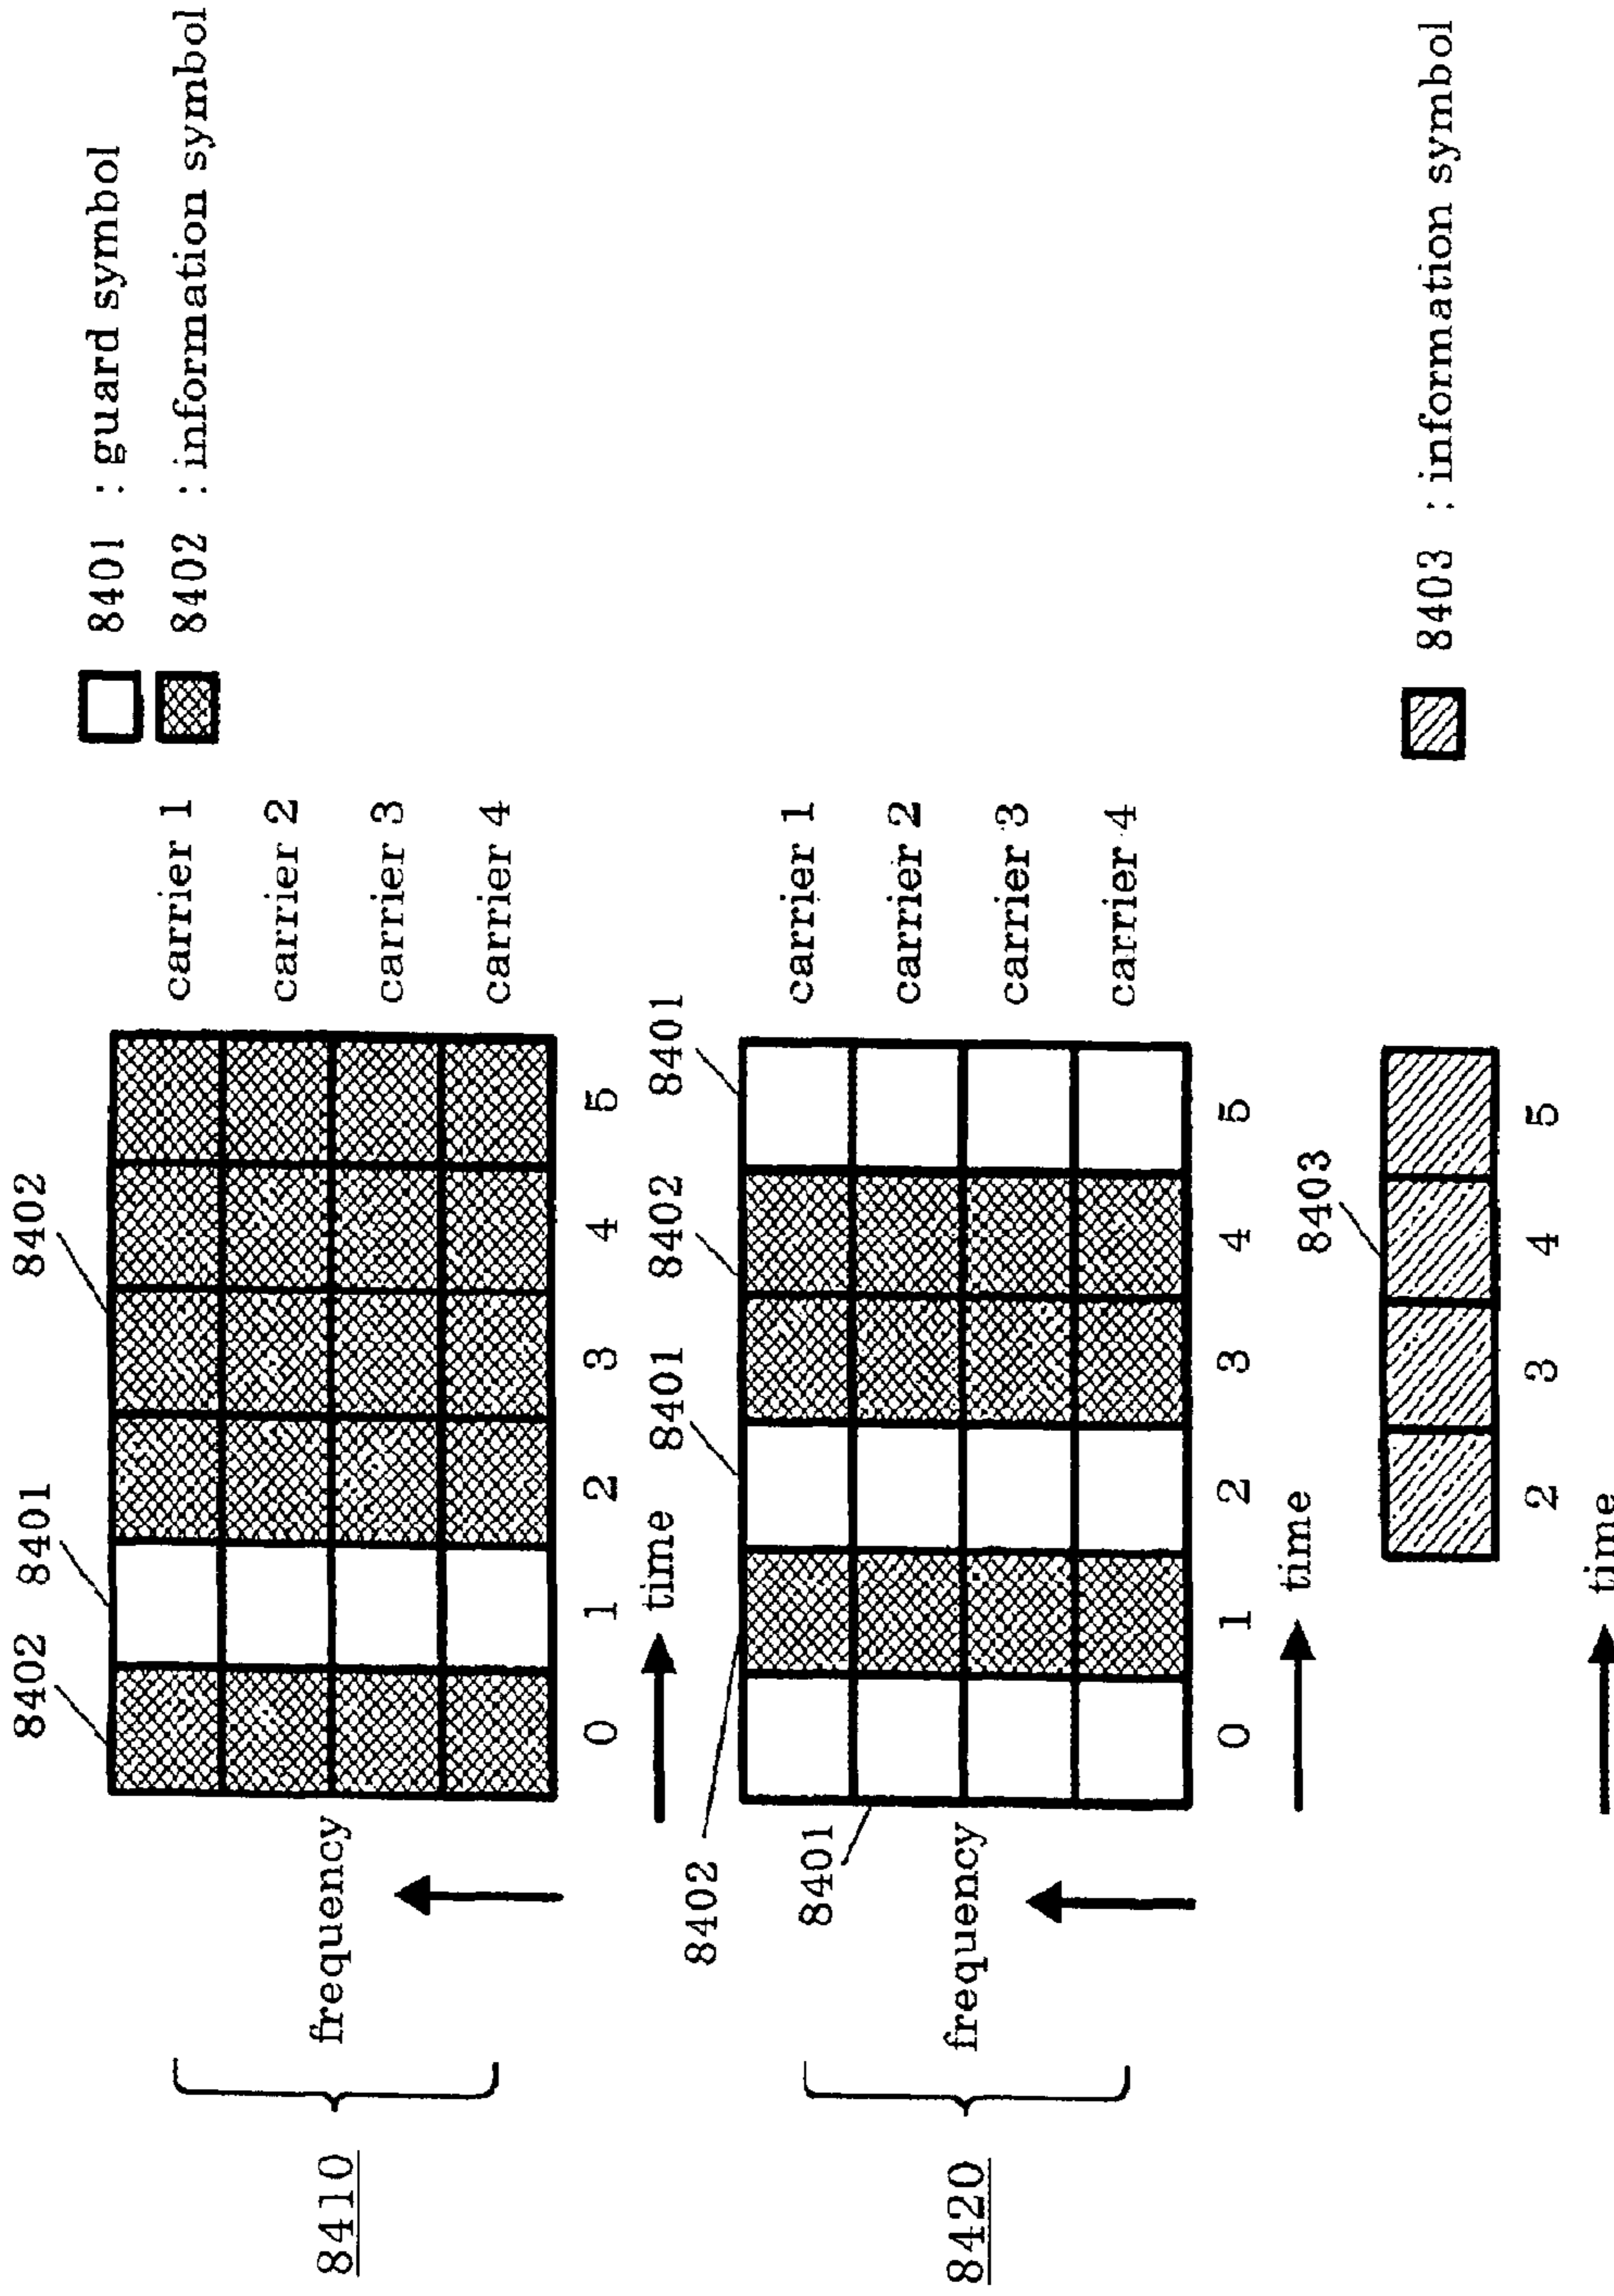 8401 : guard symbol
8402 : information symbol
8402 8401 8402
carrier 1
carrier 2
carrier 3
carrier 4
frequency
8410
0 1 2 3 4 5
time
8402 8401 8401 8402 8401
carrier 1
carrier 2
carrier 3
carrier 4
frequency
8420
0 1 2 3 4 5
time
8403
8403 : information symbol
2 3 4 5
time